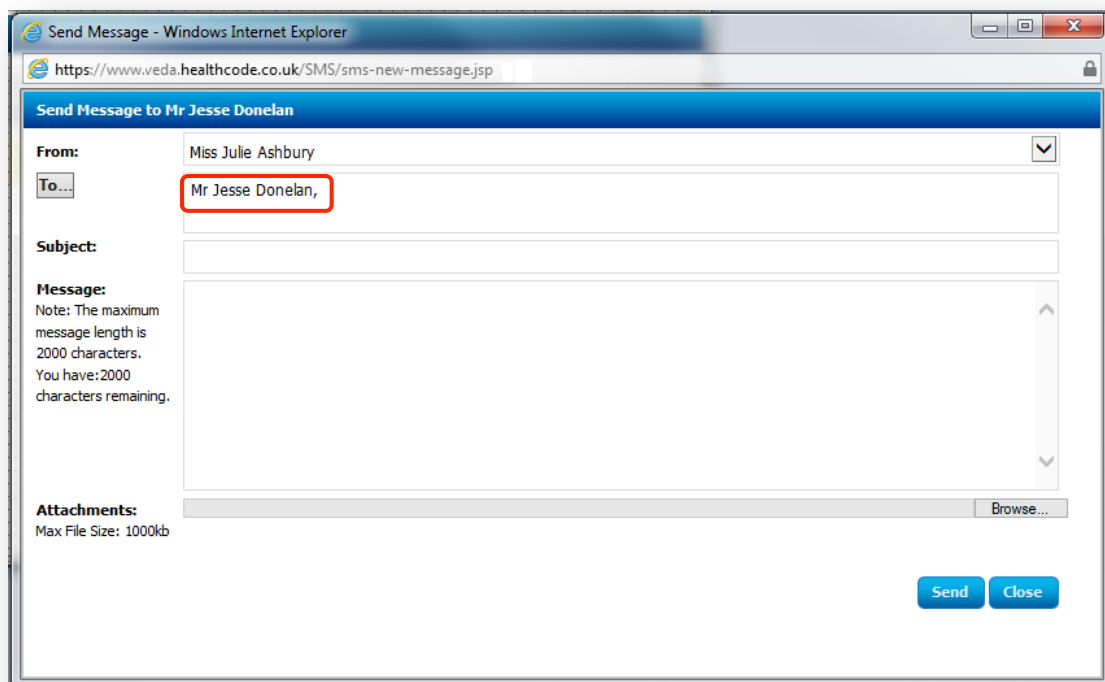 Send Message - Windows Internet Explorer
https://www.veda.healthcode.co.uk/SMS/sms-new-message.jsp
Send Message to Mr Jesse Donelan
From:
Miss Julie Ashbury
To...
Mr Jesse Donelan,
Subject:
Message:
Note: The maximum
message length is
2000 characters.
You have:2000
characters remaining.
Attachments:
Browse...
Max File Size: 1000kb
Send
Close